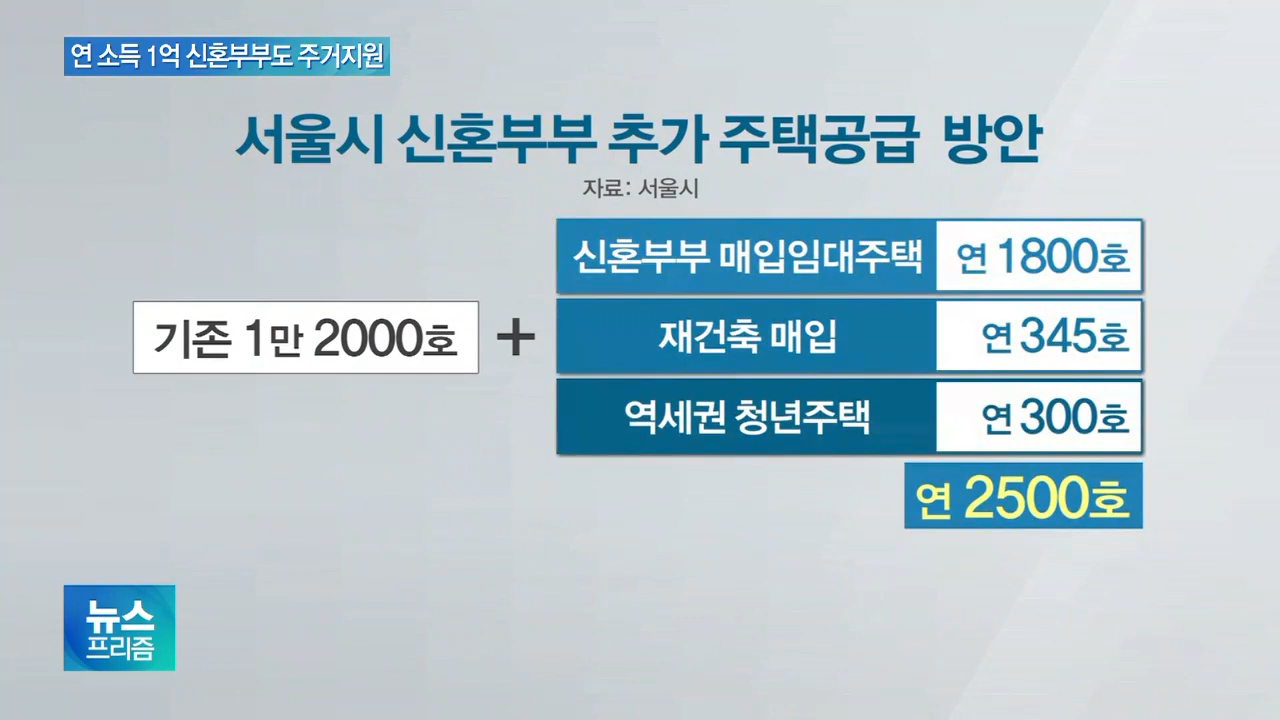 연 소득 1억 신혼부부도 주거지원
서울시 신혼부부 추가 주택공급 방안
자료: 서울시
기존 1만 2000호
+
신혼부부 매입임대주택 연 1800호
재건축 매입 연 345호
역세권 청년주택 연 300호
연 2500호
뉴스
프리즘